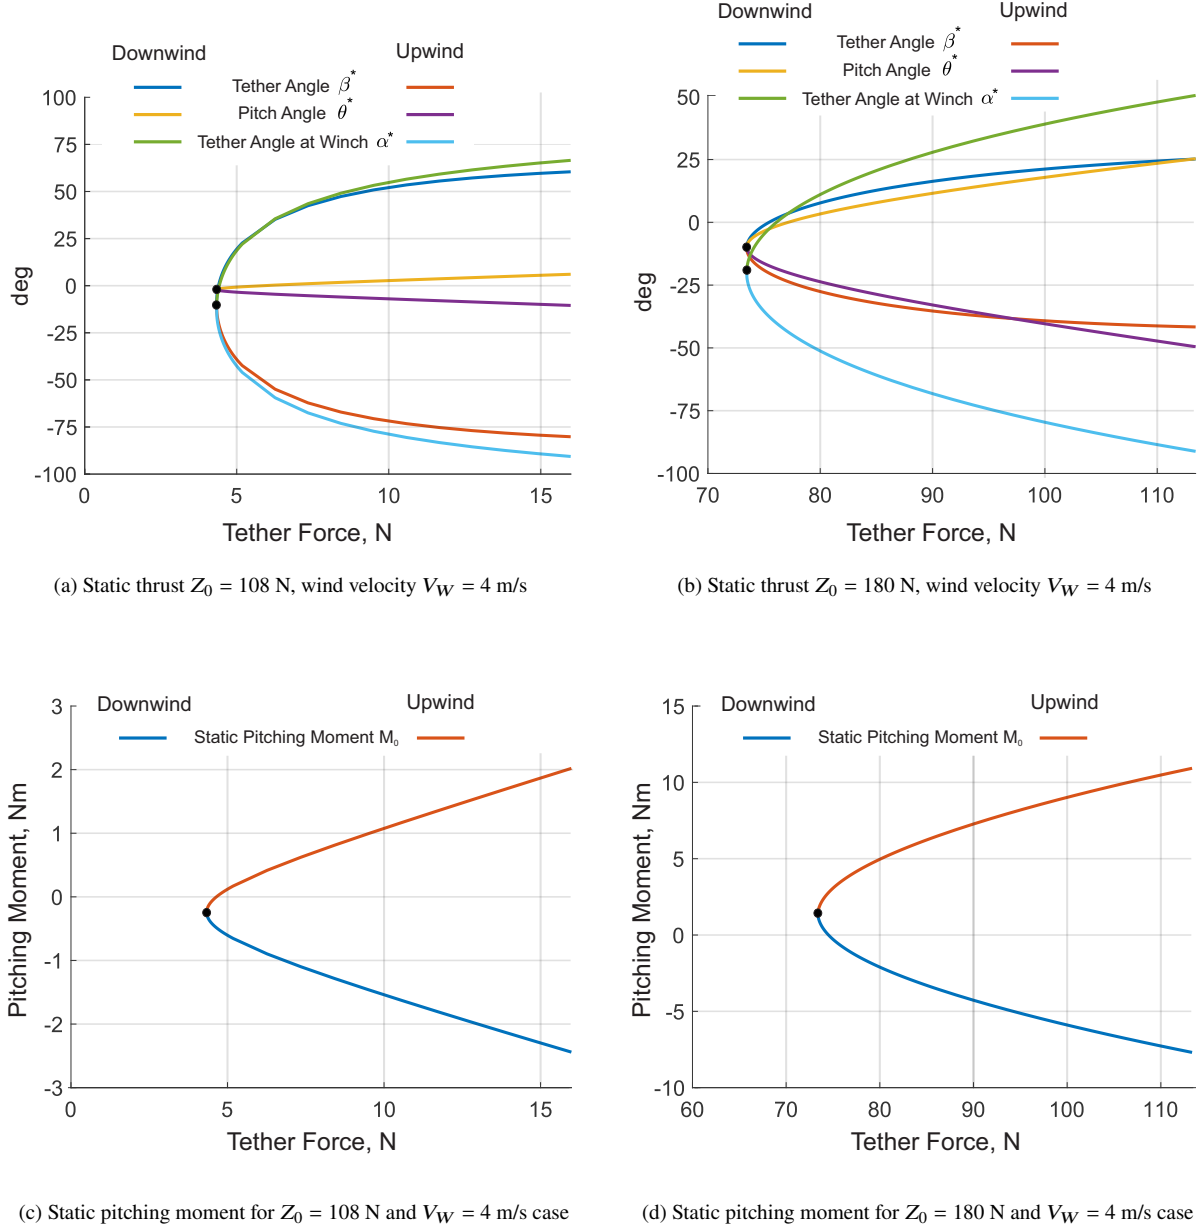 Downwind Upwind
Tether Angle β*
Pitch Angle θ*
Tether Angle at Winch α*
100
75
50
25
0
-25
-50
-75
-100
deg
0 5 10 15
Tether Force, N
(a) Static thrust Z₀ = 108 N, wind velocity V_W = 4 m/s
Downwind Upwind
Tether Angle β*
Pitch Angle θ*
Tether Angle at Winch α*
50
25
0
-25
-50
-75
-100
deg
70 80 90 100 110
Tether Force, N
(b) Static thrust Z₀ = 180 N, wind velocity V_W = 4 m/s
Downwind Upwind
Static Pitching Moment M₀
3
2
1
0
-1
-2
-3
Pitching Moment, Nm
0 5 10 15
Tether Force, N
(c) Static pitching moment for Z₀ = 108 N and V_W = 4 m/s case
Downwind Upwind
Static Pitching Moment M₀
15
10
5
0
-5
-10
Pitching Moment, Nm
60 70 80 90 100 110
Tether Force, N
(d) Static pitching moment for Z₀ = 180 N and V_W = 4 m/s case